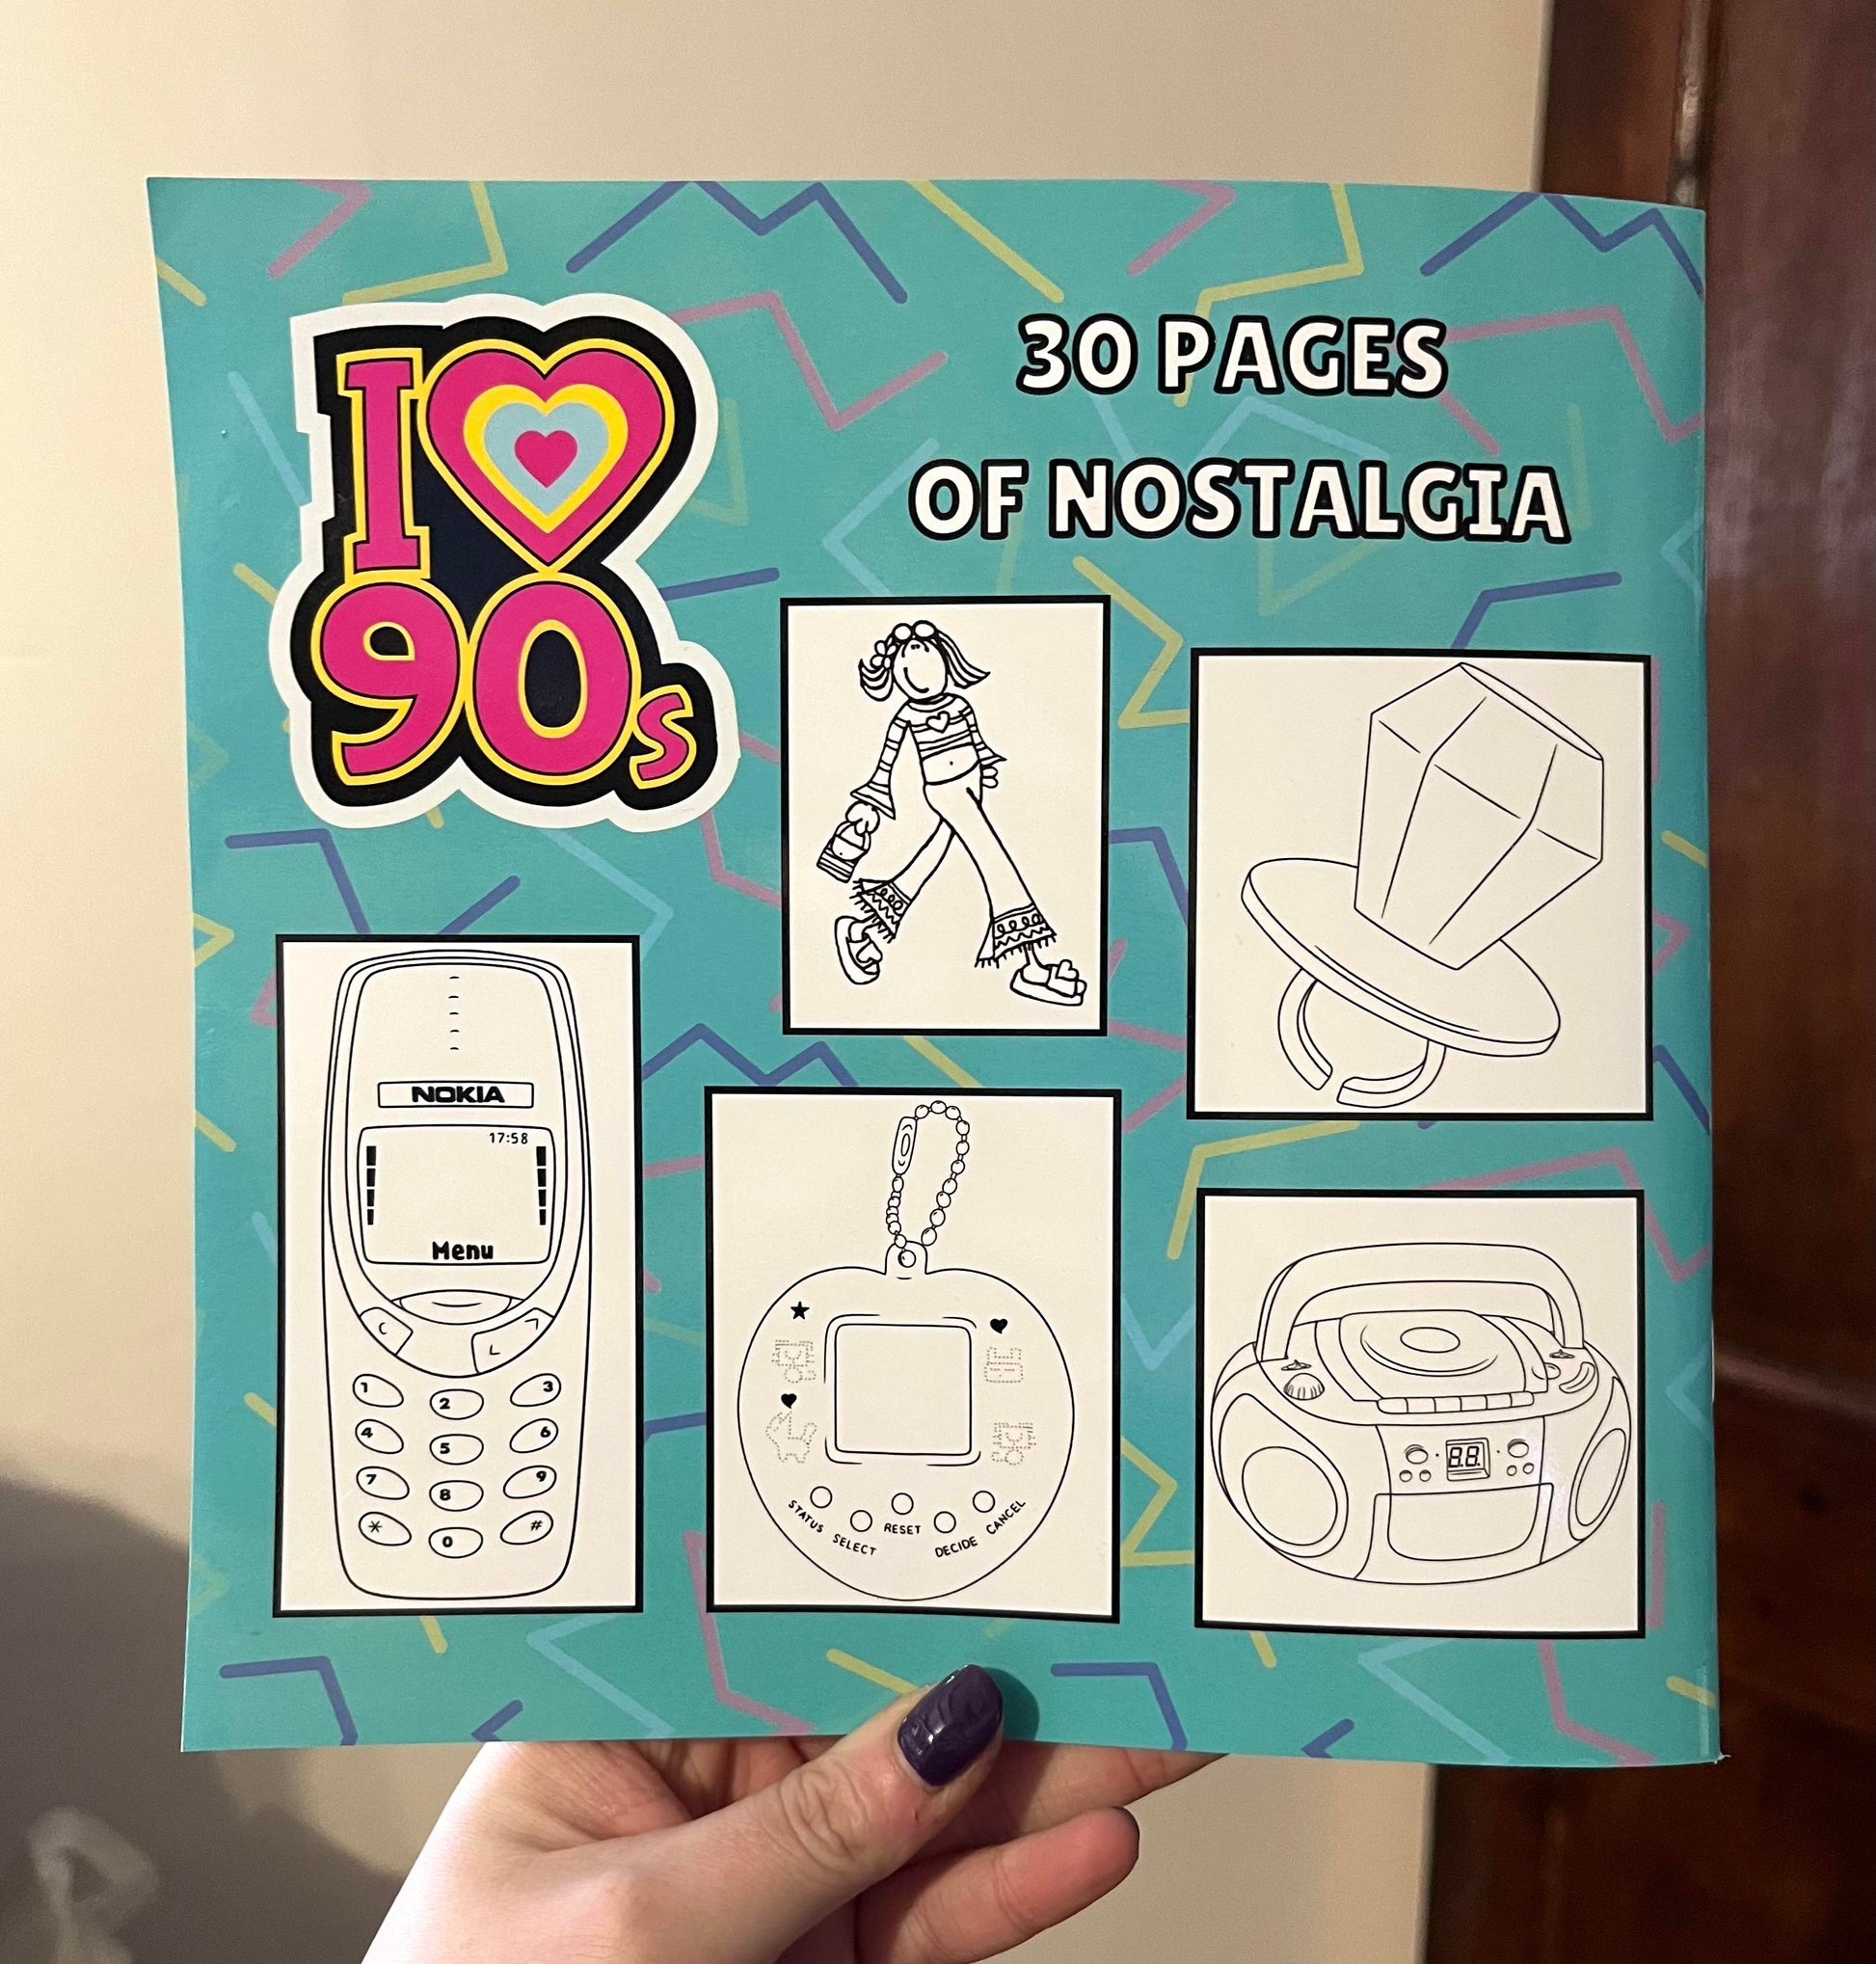 I
90s
30 PAGES
OF NOSTALGIA
NOKIA
17:58
Menu
C
1 2 3
4 5 6
7 8 9
* 0 #
STATUS SELECT RESET DECIDE CANCEL
88